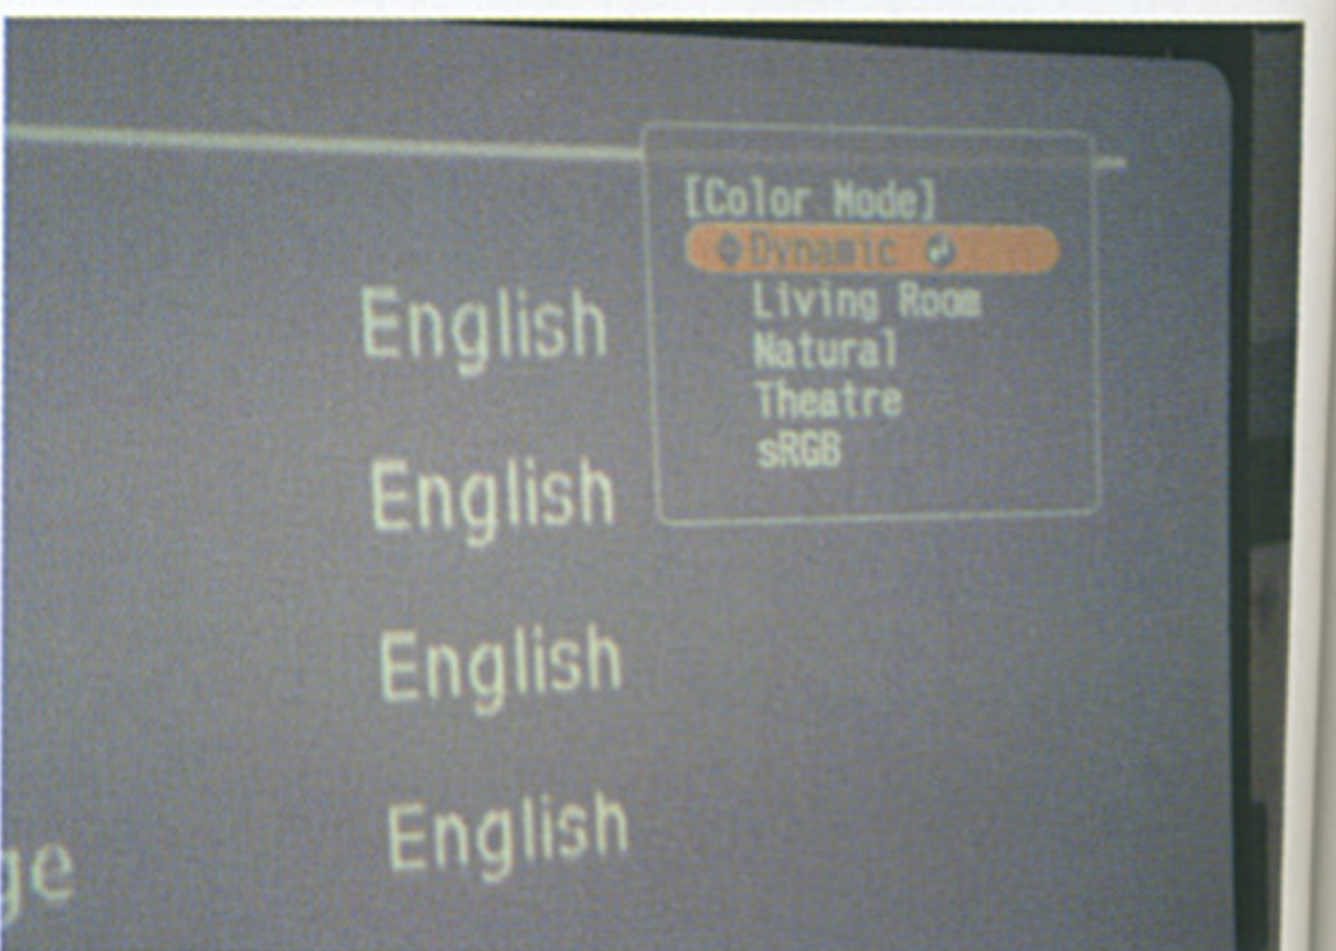 [Color Mode]
Dynamic
Living Room
Natural
Theatre
sRGB
English
English
English
English
ge